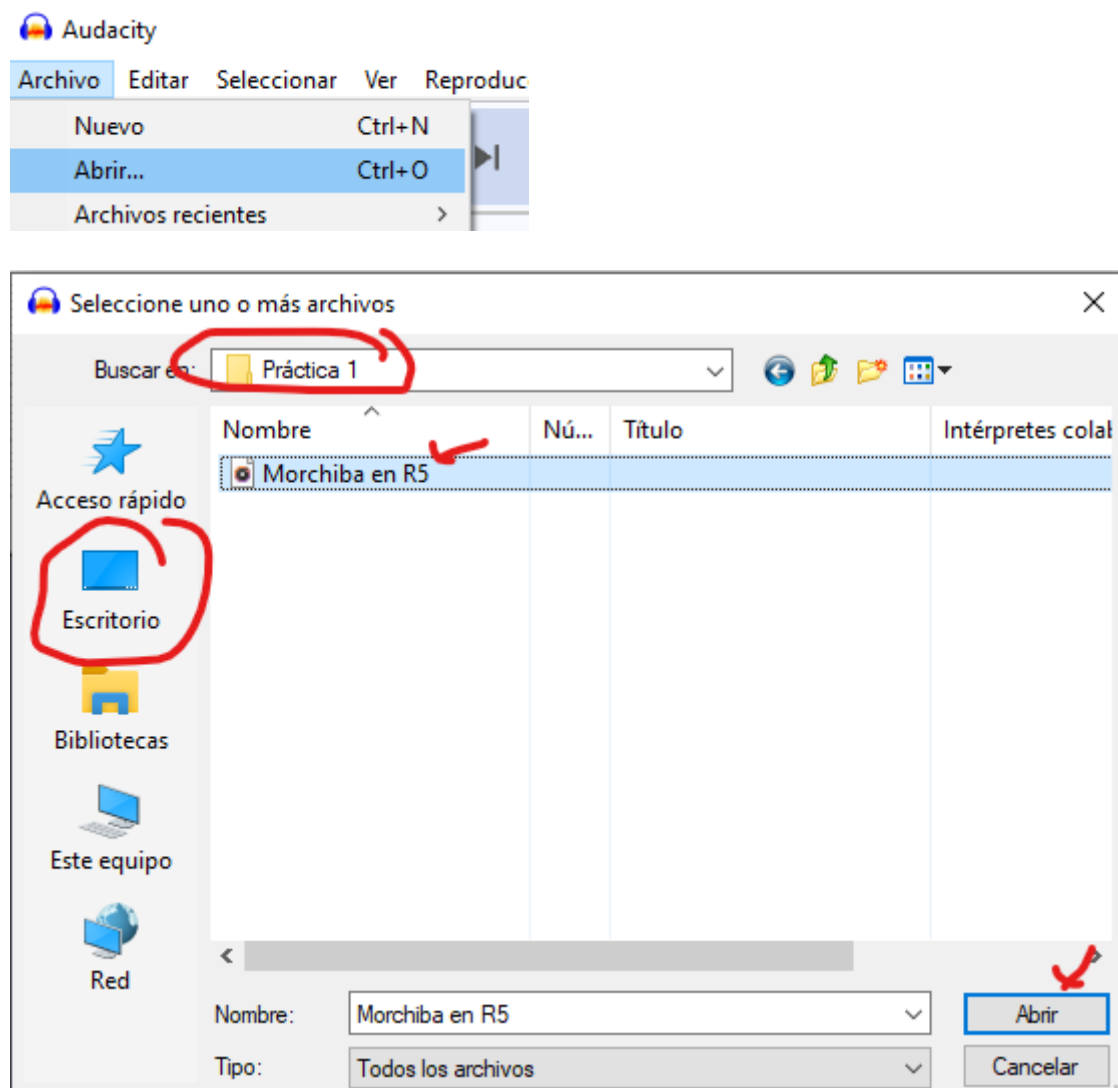 Audacity
Archivo Editar Seleccionar Ver Reproduc
Nuevo Ctrl+N
Abrir... Ctrl+O
Archivos recientes >
Seleccione uno o más archivos
Buscar en: Práctica 1
Nombre Nú... Título Intérpretes colab
Morchiba en R5
Acceso rápido
Escritorio
Bibliotecas
Este equipo
Red
Nombre: Morchiba en R5 Abrir
Tipo: Todos los archivos Cancelar